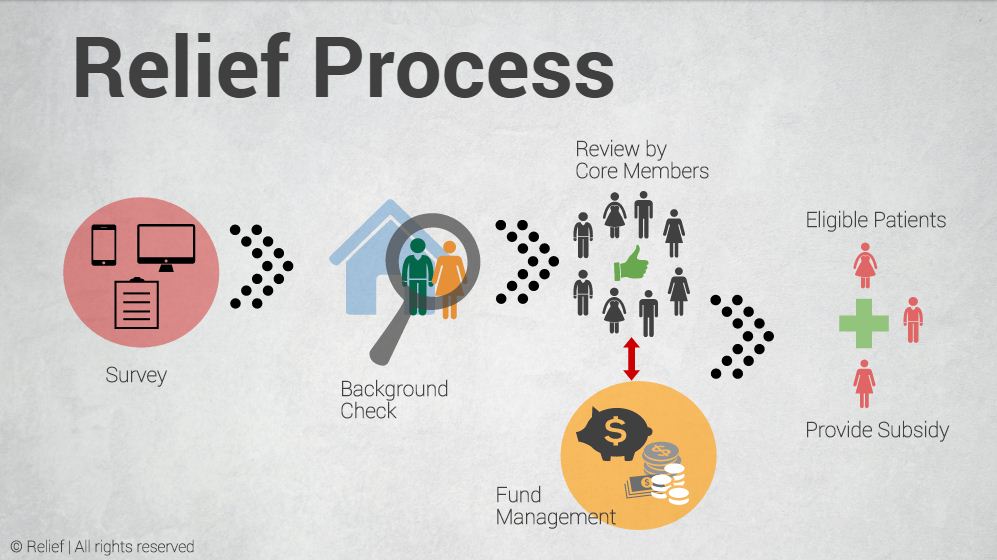 Relief Process
Survey
Background
Check
Review by
Core Members
$
$
$
Fund
Management
Eligible Patients
Provide Subsidy
© Relief | All rights reserved